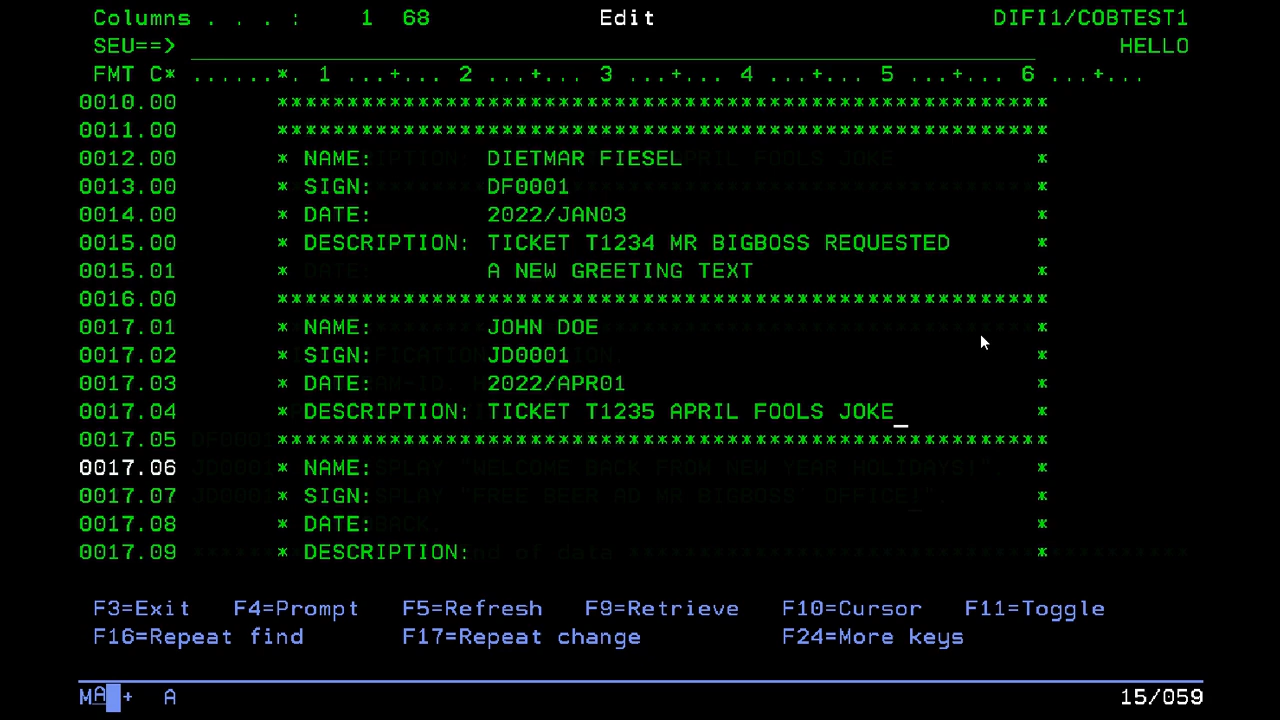 Columns . . . :    1  68            Edit                          DIFI1/COBTEST1
SEU==>                                                                     HELLO
FMT C* ......*. 1 ...+... 2 ...+... 3 ...+... 4 ...+... 5 ...+... 6 ...+...
0010.00       *******************************************************
0011.00       *******************************************************
0012.00       * NAME:        DIETMAR FIESEL                         *
0013.00       * SIGN:        DF0001                                 *
0014.00       * DATE:        2022/JAN03                             *
0015.00       * DESCRIPTION: TICKET T1234 MR BIGBOSS REQUESTED      *
0015.01       *              A NEW GREETING TEXT                    *
0016.00       *******************************************************
0017.01       * NAME:        JOHN DOE                               *
0017.02       * SIGN:        JD0001                                 *
0017.03       * DATE:        2022/APR01                             *
0017.04       * DESCRIPTION: TICKET T1235 APRIL FOOLS JOKE_         *
0017.05       *******************************************************
0017.06       * NAME:                                               *
0017.07       * SIGN:                                               *
0017.08       * DATE:                                               *
0017.09       * DESCRIPTION:                                        *
F3=Exit   F4=Prompt   F5=Refresh   F9=Retrieve   F10=Cursor   F11=Toggle
F16=Repeat find       F17=Repeat change          F24=More keys
MA + A                                                                    15/059